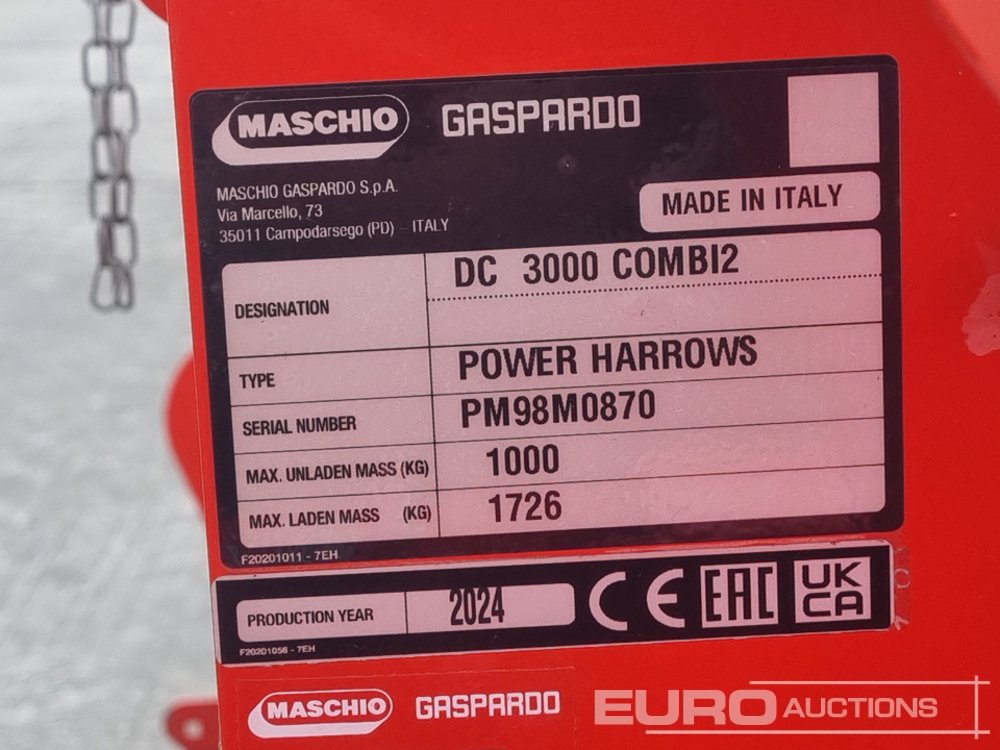 MASCHIO GASPARDO
MASCHIO GASPARDO S.p.A.
Via Marcello, 73
35011 Campodarsego (PD) – ITALY
MADE IN ITALY
DESIGNATION DC 3000 COMBI2
TYPE POWER HARROWS
SERIAL NUMBER PM98M0870
MAX. UNLADEN MASS (KG) 1000
MAX. LADEN MASS (KG) 1726
F20201011 - 7EH
PRODUCTION YEAR 2024 CE EAC UK CA
F20201056 - 7EH
MASCHIO GASPARDO
EURO AUCTIONS